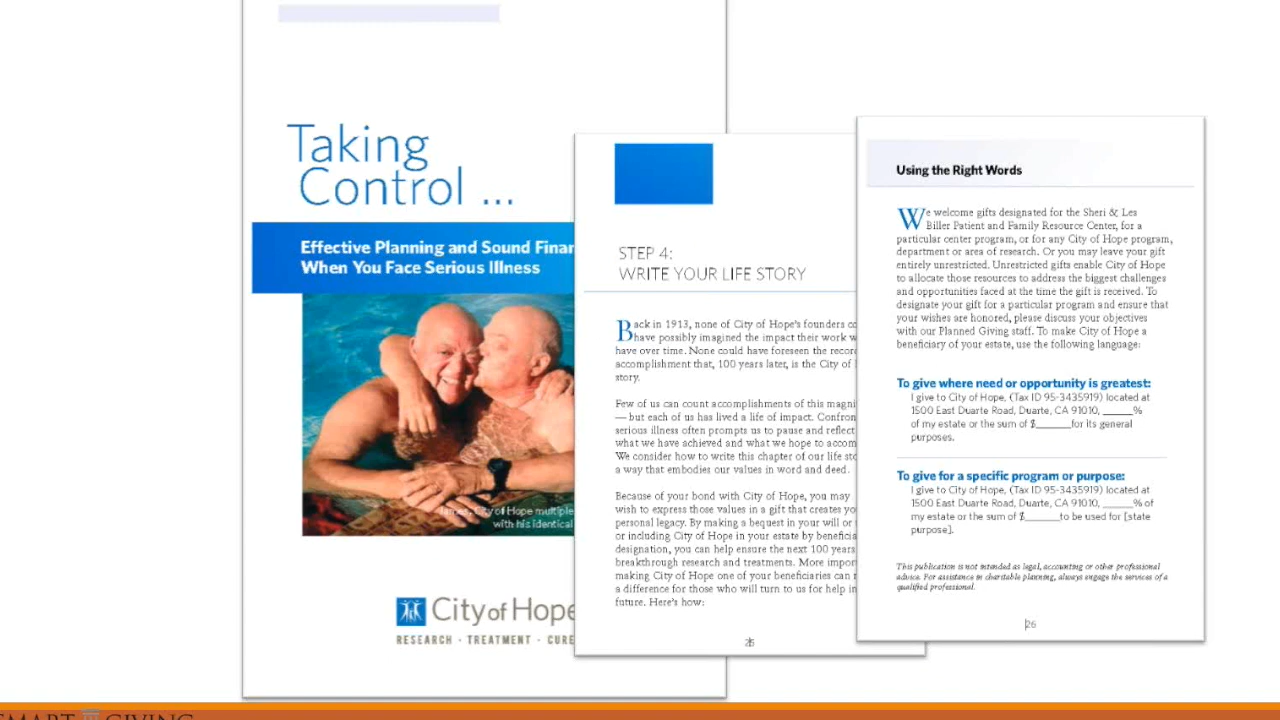 Taking
Control ...
Effective Planning and Sound Finan
When You Face Serious Illness
James, City of Hope multiple
with his identical
City of Hope
RESEARCH · TREATMENT · CURE
STEP 4:
WRITE YOUR LIFE STORY
Back in 1913, none of City of Hope's founders co
have possibly imagined the impact their work w
have over time. None could have foreseen the record
accomplishment that, 100 years later, is the City of
story.
Few of us can count accomplishments of this magni
— but each of us has lived a life of impact. Confron
serious illness often prompts us to pause and reflect
what we have achieved and what we hope to accom
We consider how to write this chapter of our life sto
a way that embodies our values in word and deed.
Because of your bond with City of Hope, you may
wish to express those values in a gift that creates yo
personal legacy. By making a bequest in your will or
or including City of Hope in your estate by beneficia
designation, you can help ensure the next 100 years
breakthrough research and treatments. More impor
making City of Hope one of your beneficiaries can
a difference for those who will turn to us for help in
future. Here's how:
25
Using the Right Words
We welcome gifts designated for the Sheri & Les
Biller Patient and Family Resource Center, for a
particular center program, or for any City of Hope program,
department or area of research. Or you may leave your gift
entirely unrestricted. Unrestricted gifts enable City of Hope
to allocate those resources to address the biggest challenges
and opportunities faced at the time the gift is received. To
designate your gift for a particular program and ensure that
your wishes are honored, please discuss your objectives
with our Planned Giving staff. To make City of Hope a
beneficiary of your estate, use the following language:
To give where need or opportunity is greatest:
I give to City of Hope, (Tax ID 95-3435919) located at
1500 East Duarte Road, Duarte, CA 91010, ______%
of my estate or the sum of $_______for its general
purposes.
To give for a specific program or purpose:
I give to City of Hope, (Tax ID 95-3435919) located at
1500 East Duarte Road, Duarte, CA 91010, ______% of
my estate or the sum of $_______to be used for [state
purpose].
This publication is not intended as legal, accounting or other professional
advice. For assistance in charitable planning, always engage the services of a
qualified professional.
26
SMART GIVING